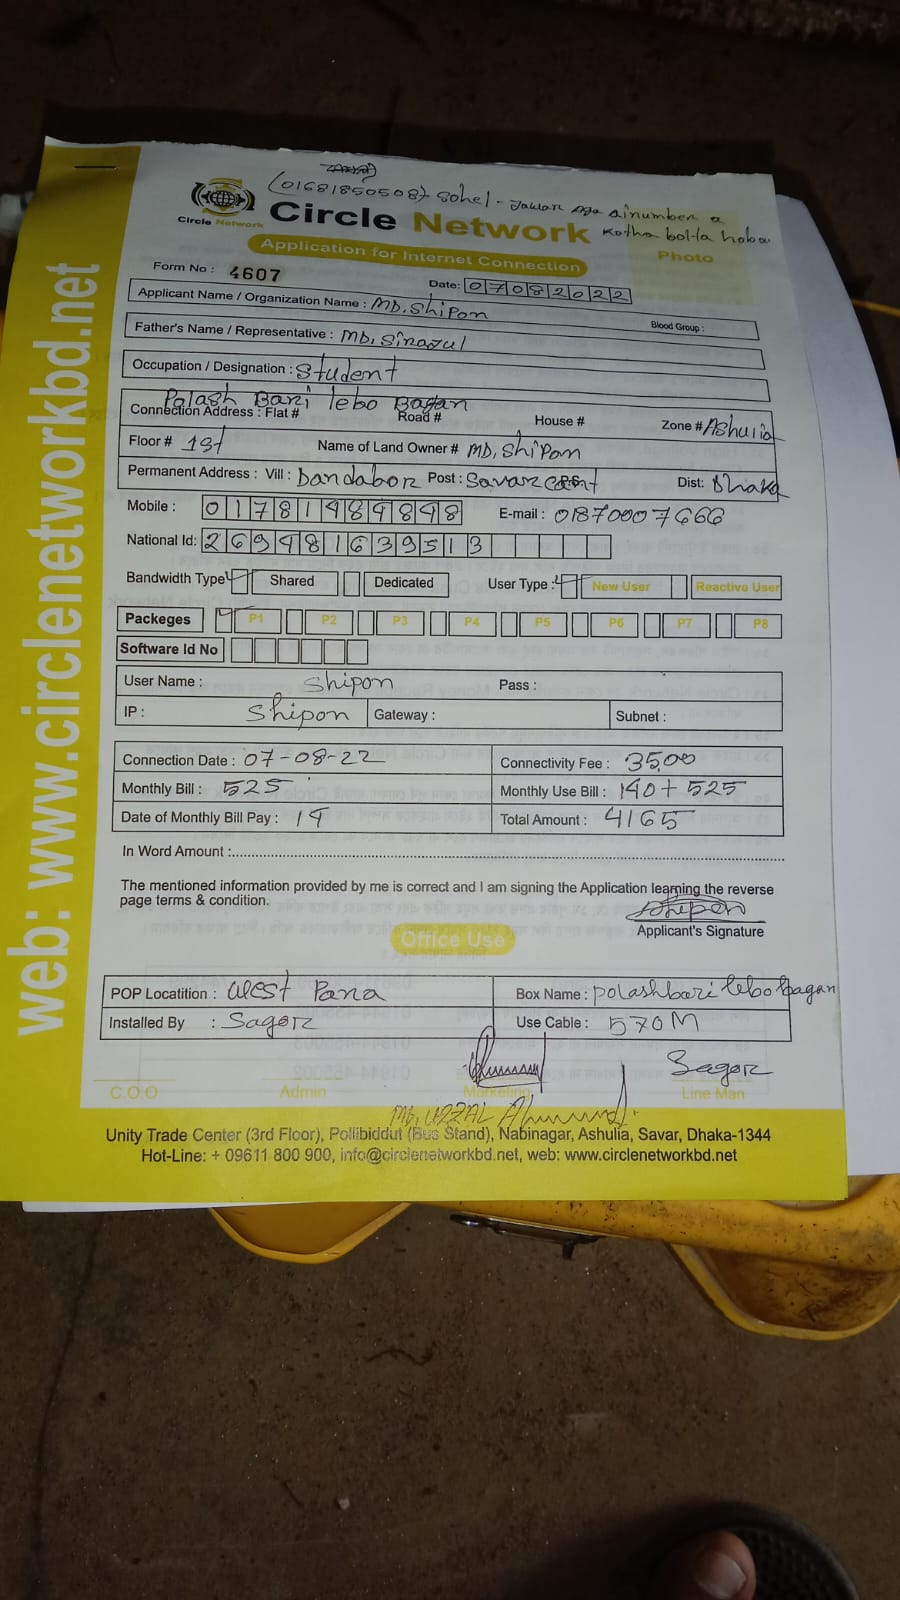 (01681850508) Sohel - Jawar Aga ainumber a
Kotha bolta hoba
Circle Network
Circle Network
Application for Internet Connection
Photo
Form No : 4607
Date: 07082022
Applicant Name / Organization Name : MD. Shipon
Blood Group :
Father's Name / Representative : MD. Sirazul
Occupation / Designation : Student
Palash Bari lebo Bagan
Connection Address : Flat # Road # House # Zone # Ashulia
Floor # 1st Name of Land Owner # MD. Shipon
Permanent Address : Vill : Dandabor Post : Savar cant P.S: Dist: Dhaka
Mobile : 01781484848 E-mail : 01870007666
National Id: 269481639513
Bandwidth Type Shared Dedicated User Type : New User Reactive User
Packeges P1 P2 P3 P4 P5 P6 P7 P8
Software Id No
User Name : Shipon Pass :
IP : Shipon Gateway : Subnet :
Connection Date : 07-08-22 Connectivity Fee : 3500
Monthly Bill : 525 Monthly Use Bill : 140 + 525
Date of Monthly Bill Pay : 14 Total Amount : 4165
In Word Amount :
The mentioned information provided by me is correct and I am signing the Application learning the reverse
page terms & condition.
Shipon
Applicant's Signature
Office Use
POP Locatition : West Para Box Name : polashbari lebo bagan
Installed By : Sagor Use Cable : 570M
Sagor
C.O.O Admin Marketing Line Man
Unity Trade Center (3rd Floor), Pollibiddut (Bus Stand), Nabinagar, Ashulia, Savar, Dhaka-1344
Hot-Line: + 09611 800 900, info@circlenetworkbd.net, web: www.circlenetworkbd.net
web: www.circlenetworkbd.net